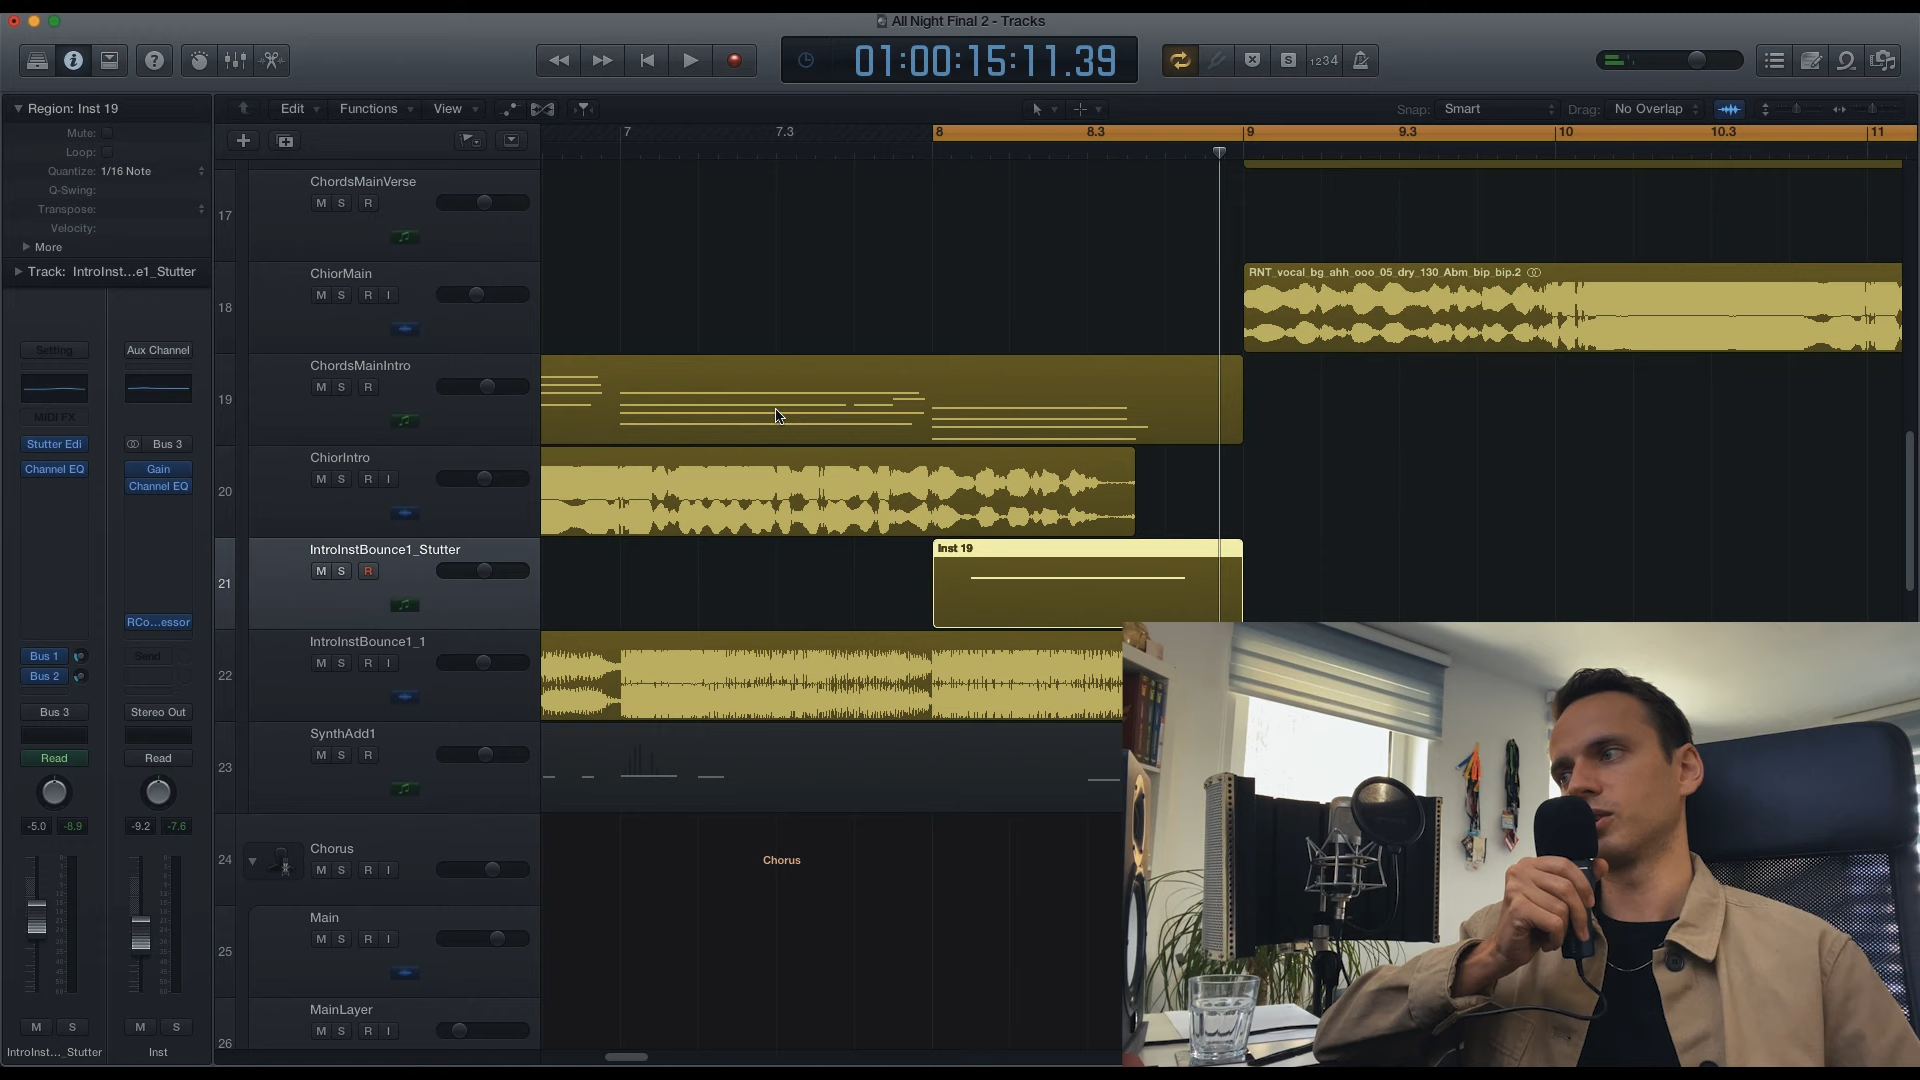 All Night Final 2 - Tracks
01:00:15:11.39
S
1234
Region: Inst 19
Mute:
Loop:
Quantize: 1/16 Note
Q-Swing:
Transpose:
Velocity:
More
Track: IntroInst...e1_Stutter
Edit
Functions
View
Snap: Smart
Drag: No Overlap
7
7.3
8
8.3
9
9.3
10
10.3
11
17
ChordsMainVerse
M S R
18
ChiorMain
M S R I
RNT_vocal_bg_ahh_ooo_05_dry_130_Abm_bip_bip.2
19
ChordsMainIntro
M S R
20
ChiorIntro
M S R I
21
IntroInstBounce1_Stutter
M S R
Inst 19
22
IntroInstBounce1_1
M S R I
23
SynthAdd1
M S R
24
Chorus
M S R I
Chorus
25
Main
M S R I
26
MainLayer
M S R I
Setting
Aux Channel
MIDI FX
Stutter Edi
Bus 3
Channel EQ
Gain
Channel EQ
RCo...essor
Bus 1
Send
Bus 2
Bus 3
Stereo Out
Read
Read
-5.0
-8.9
-9.2
-7.6
M S
M S
IntroInst..._Stutter
Inst